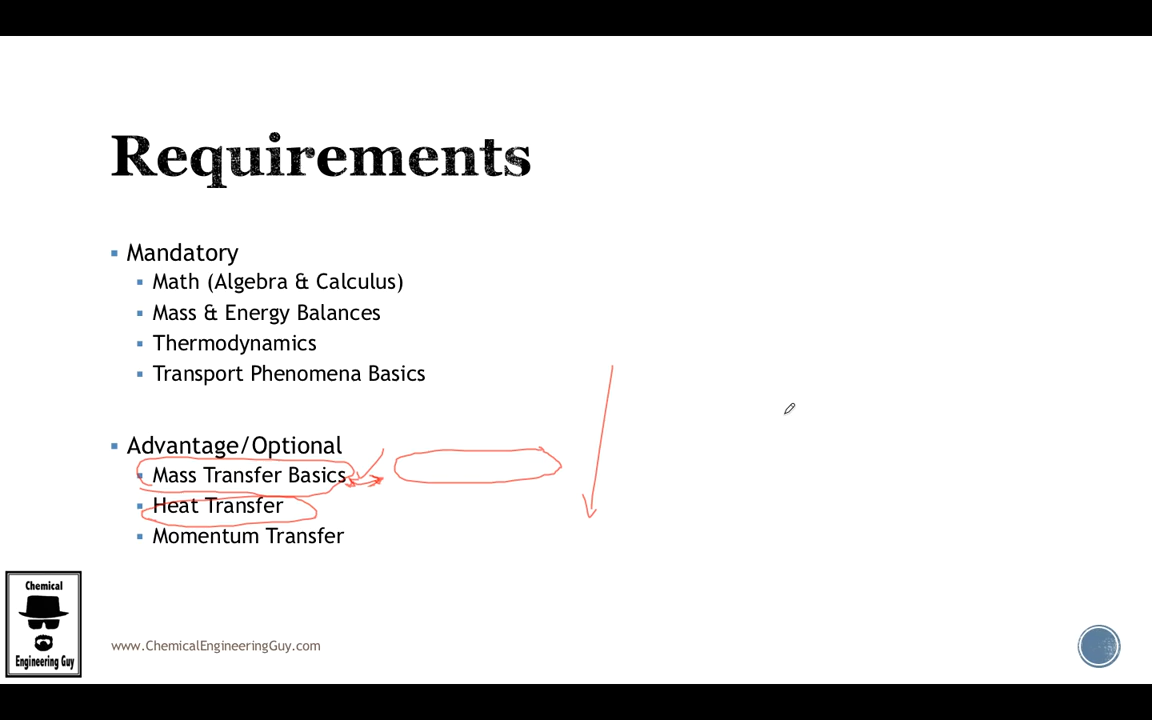 Requirements
Mandatory
Math (Algebra & Calculus)
Mass & Energy Balances
Thermodynamics
Transport Phenomena Basics
Advantage/Optional
Mass Transfer Basics
Heat Transfer
Momentum Transfer
Chemical
Engineering Guy
www.ChemicalEngineeringGuy.com